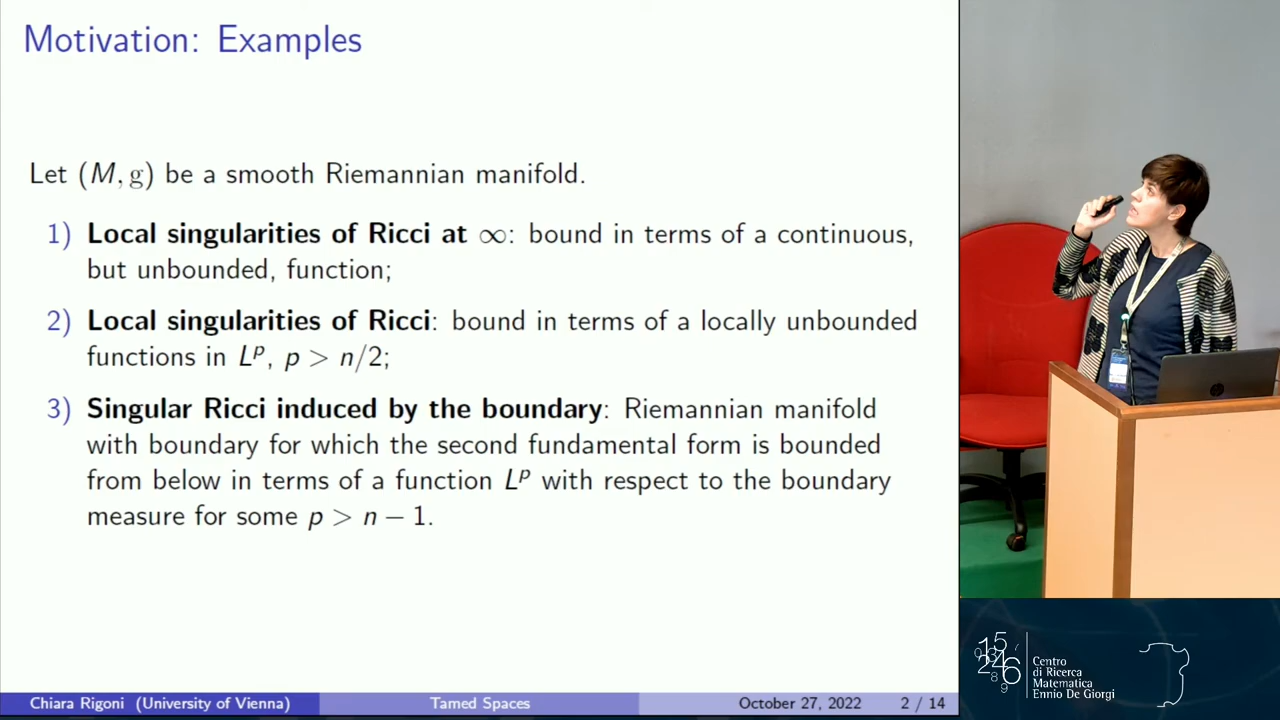 Motivation: Examples
Let (M, g) be a smooth Riemannian manifold.
1) Local singularities of Ricci at ∞: bound in terms of a continuous,
but unbounded, function;
2) Local singularities of Ricci: bound in terms of a locally unbounded
functions in Lᵖ, p > n/2;
3) Singular Ricci induced by the boundary: Riemannian manifold
with boundary for which the second fundamental form is bounded
from below in terms of a function Lᵖ with respect to the boundary
measure for some p > n − 1.
Chiara Rigoni (University of Vienna) Tamed Spaces October 27, 2022 2 / 14
Centro
di Ricerca
Matematica
Ennio De Giorgi